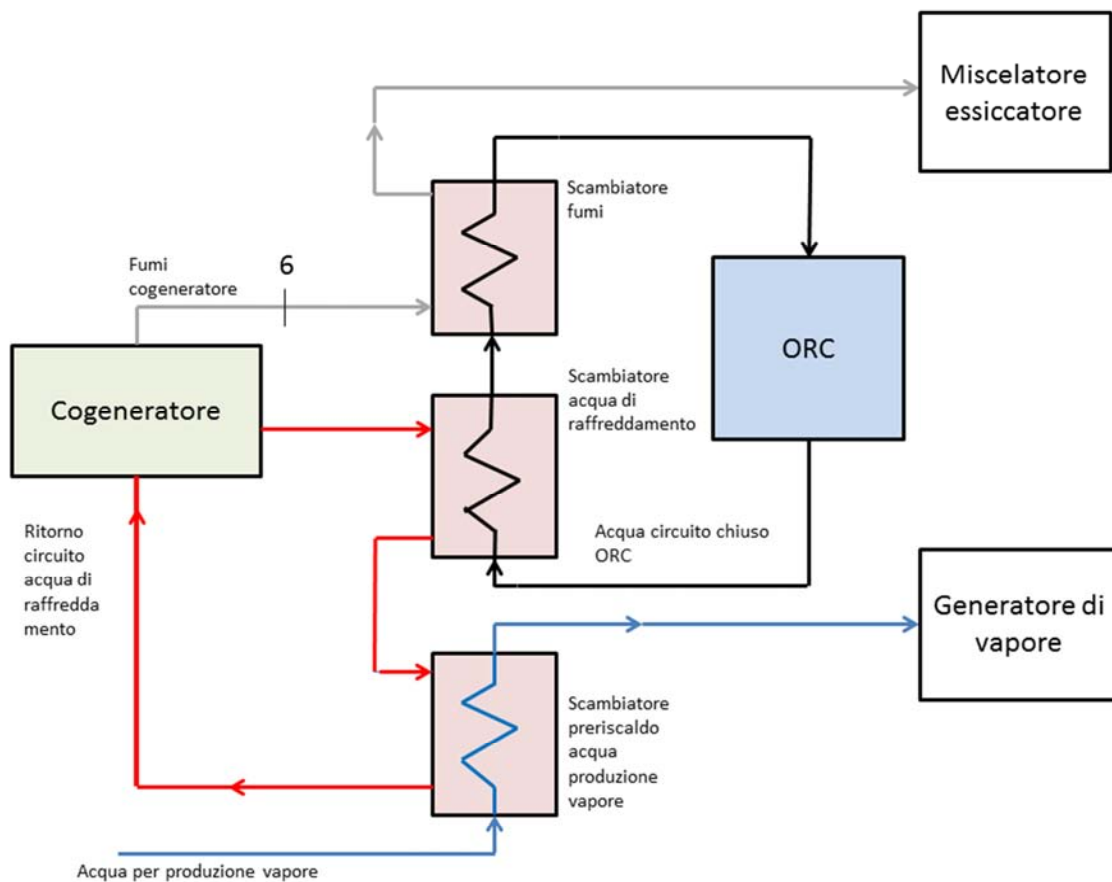 Miscelatore
essiccatore
Scambiatore
fumi
6
Fumi
cogeneratore
ORC
Cogeneratore
Scambiatore
acqua di
raffreddamento
Ritorno
circuito
acqua di
raffredda
mento
Acqua circuito chiuso
ORC
Generatore di
vapore
Scambiatore
preriscaldo
acqua
produzione
vapore
Acqua per produzione vapore